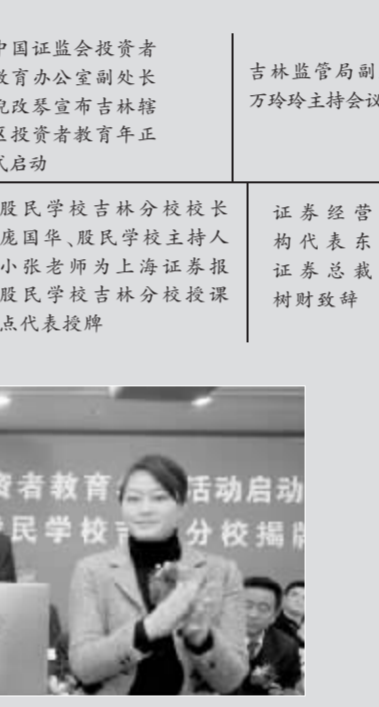 中国证监会投资者
教育办公室副处长
倪改琴宣布吉林辖
区投资者教育年正
式启动
吉林监管局副
万玲玲主持会议
股民学校吉林分校校长
庞国华、股民学校主持人
小张老师为上海证券报
股民学校吉林分校授课
点代表授牌
证券经营
构代表东
证券总裁
树财致辞
资者教育 活动启动
股民学校吉 分校揭牌